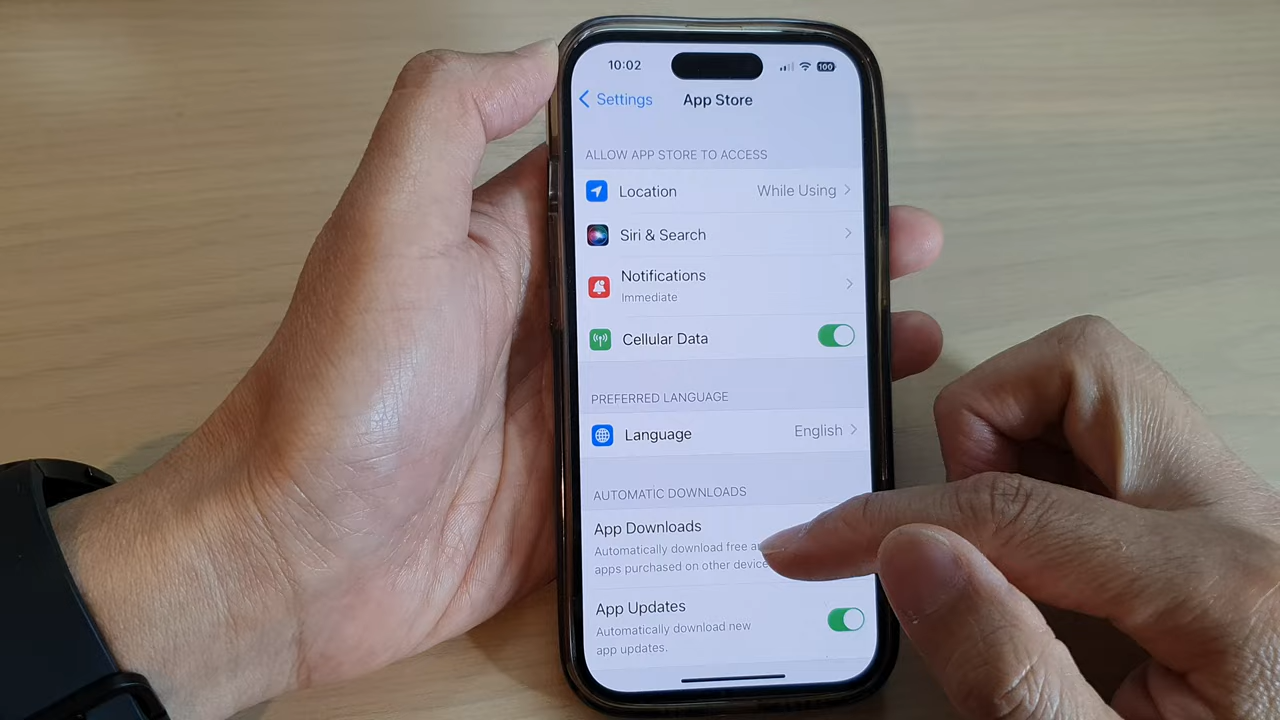 10:02
100
Settings
App Store
ALLOW APP STORE TO ACCESS
Location While Using
Siri & Search
Notifications
Immediate
Cellular Data
PREFERRED LANGUAGE
Language English
AUTOMATIC DOWNLOADS
App Downloads
Automatically download free
apps purchased on other device
App Updates
Automatically download new
app updates.